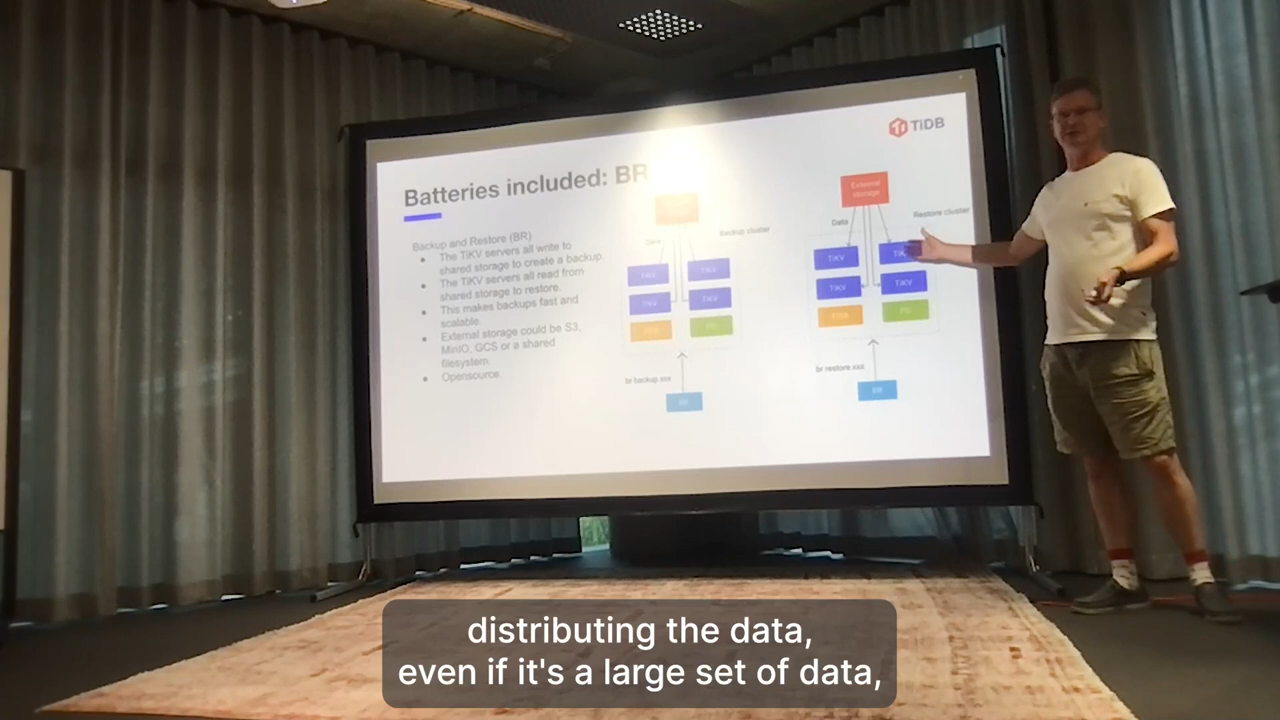 TiDB
Batteries included: BR
Backup and Restore (BR)
The TiKV servers all write to
shared storage to create a backup.
The TiKV servers all read from
shared storage to restore.
This makes backups fast and
scalable.
External storage could be S3,
MinIO, GCS or a shared
filesystem.
Opensource.
Data
Backup cluster
TiKV
TiKV
TiKV
TiKV
PD
br backup xxx
BR
External
storage
Data
Restore cluster
TiKV
TiKV
TiKV
TiKV
TiDB
PD
br restore xxx
BR
distributing the data,
even if it's a large set of data,